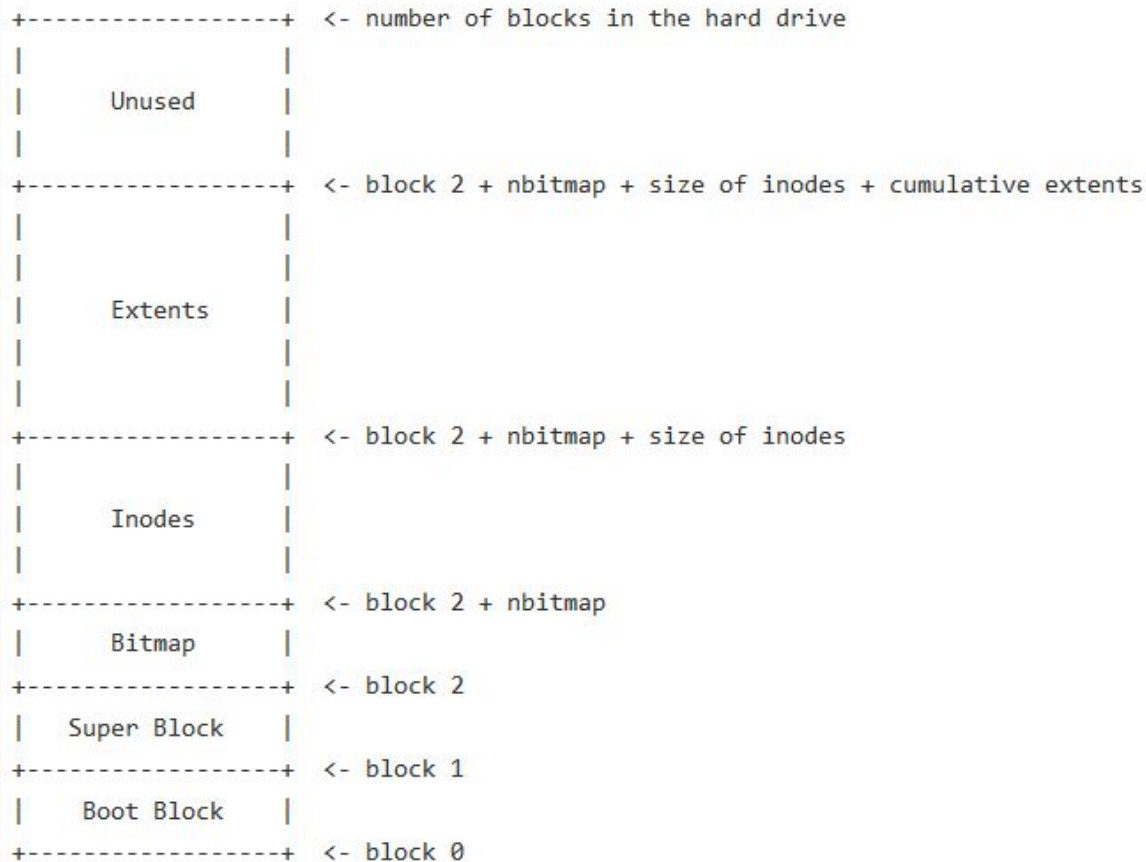 +------------------+  <- number of blocks in the hard drive
|                  |
|      Unused      |
|                  |
+------------------+  <- block 2 + nbitmap + size of inodes + cumulative extents
|                  |
|                  |
|      Extents     |
|                  |
|                  |
+------------------+  <- block 2 + nbitmap + size of inodes
|                  |
|      Inodes      |
|                  |
+------------------+  <- block 2 + nbitmap
|      Bitmap      |
+------------------+  <- block 2
|   Super Block    |
+------------------+  <- block 1
|    Boot Block    |
+------------------+  <- block 0